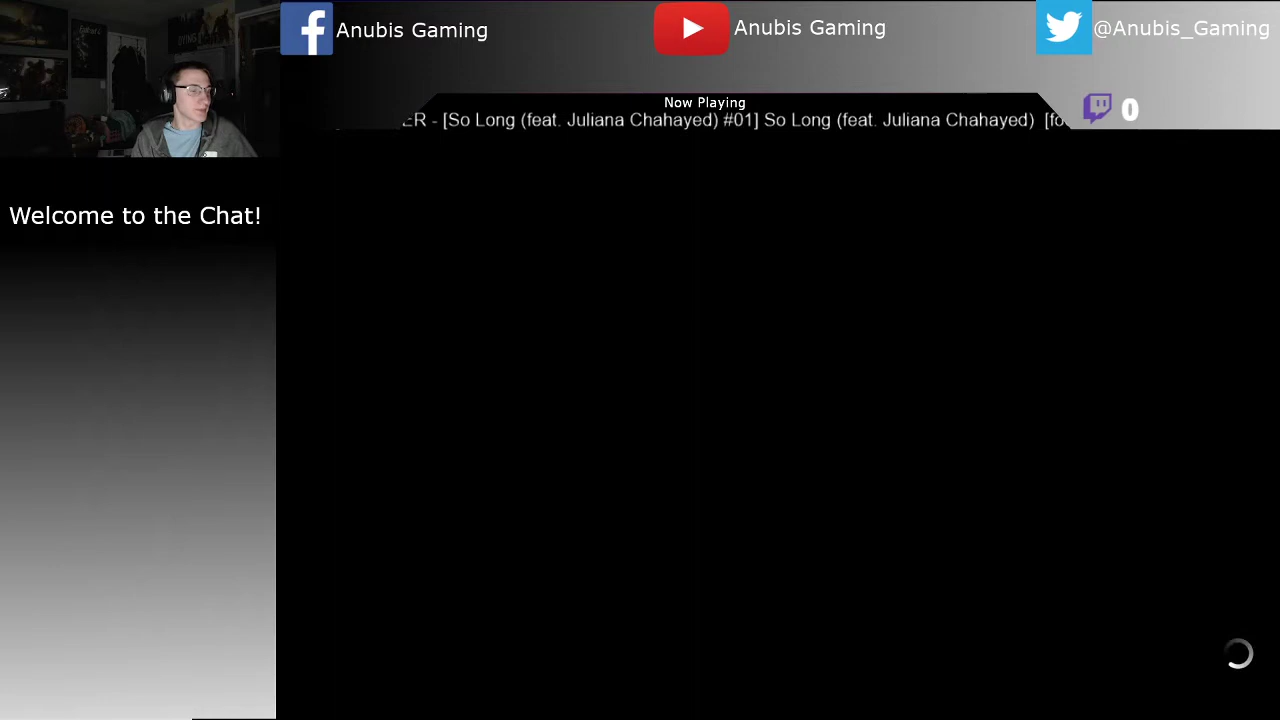 Anubis Gaming
Anubis Gaming
@Anubis_Gaming
Now Playing
ER - [So Long (feat. Juliana Chahayed) #01] So Long (feat. Juliana Chahayed) [fo
0
Welcome to the Chat!